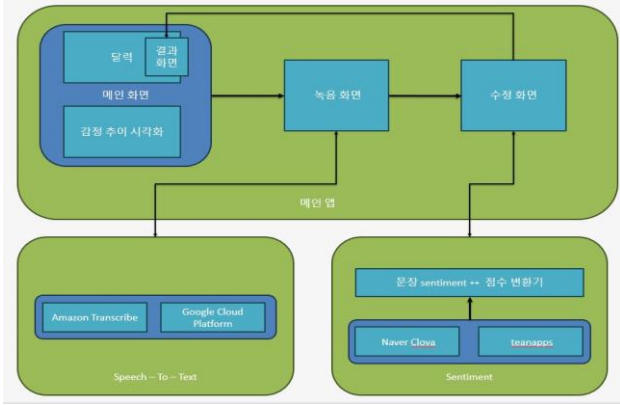 달력
결과
화면
메인 화면
감정 추이 시각화
녹음 화면
수정 화면
메인 앱
Amazon Transcribe
Google Cloud
Platform
Speech – To – Text
문장 sentiment ↔ 점수 변환기
Naver Clova
teanapps
Sentiment